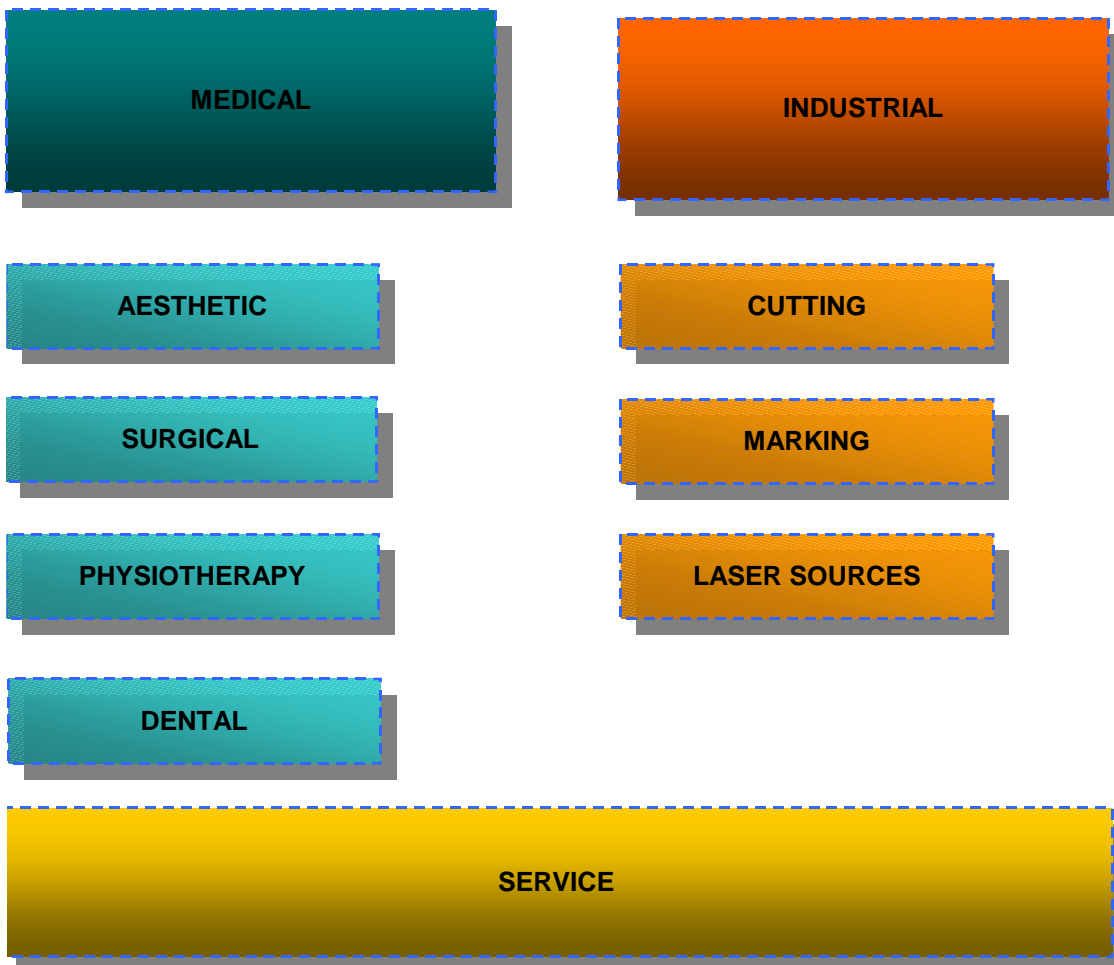 MEDICAL
INDUSTRIAL
AESTHETIC
CUTTING
SURGICAL
MARKING
PHYSIOTHERAPY
LASER SOURCES
DENTAL
SERVICE